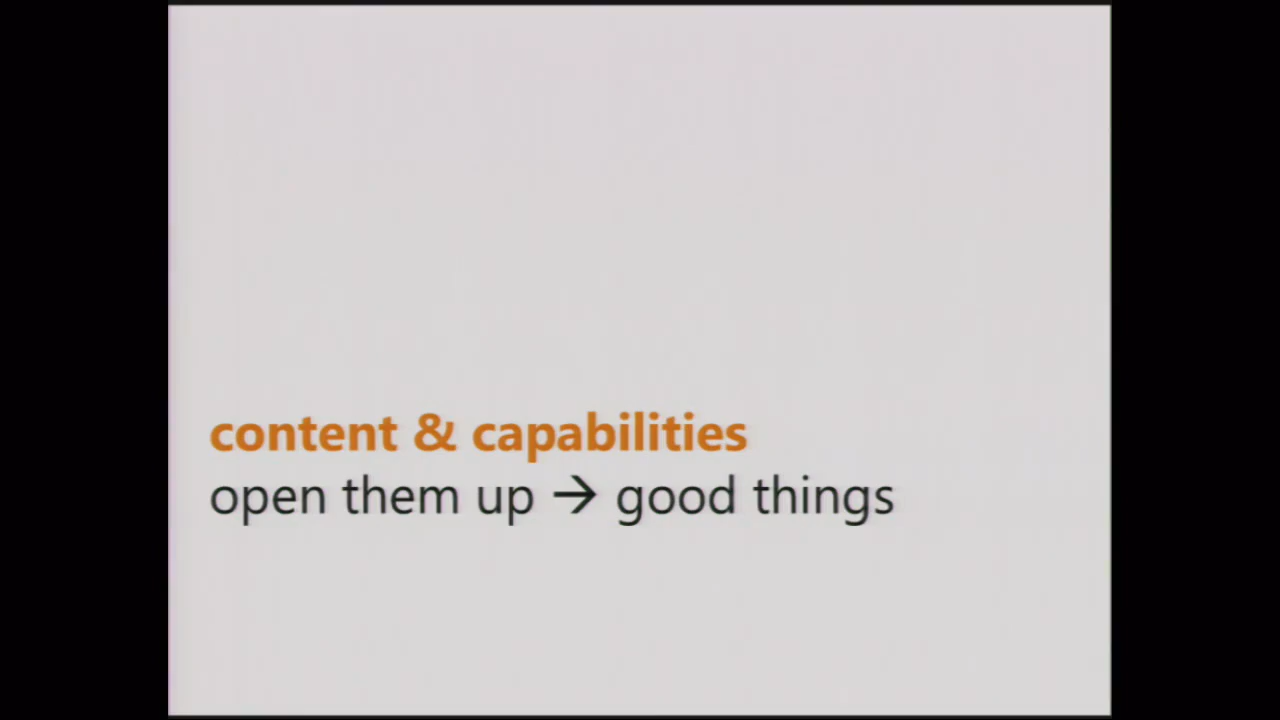 content & capabilities
open them up → good things